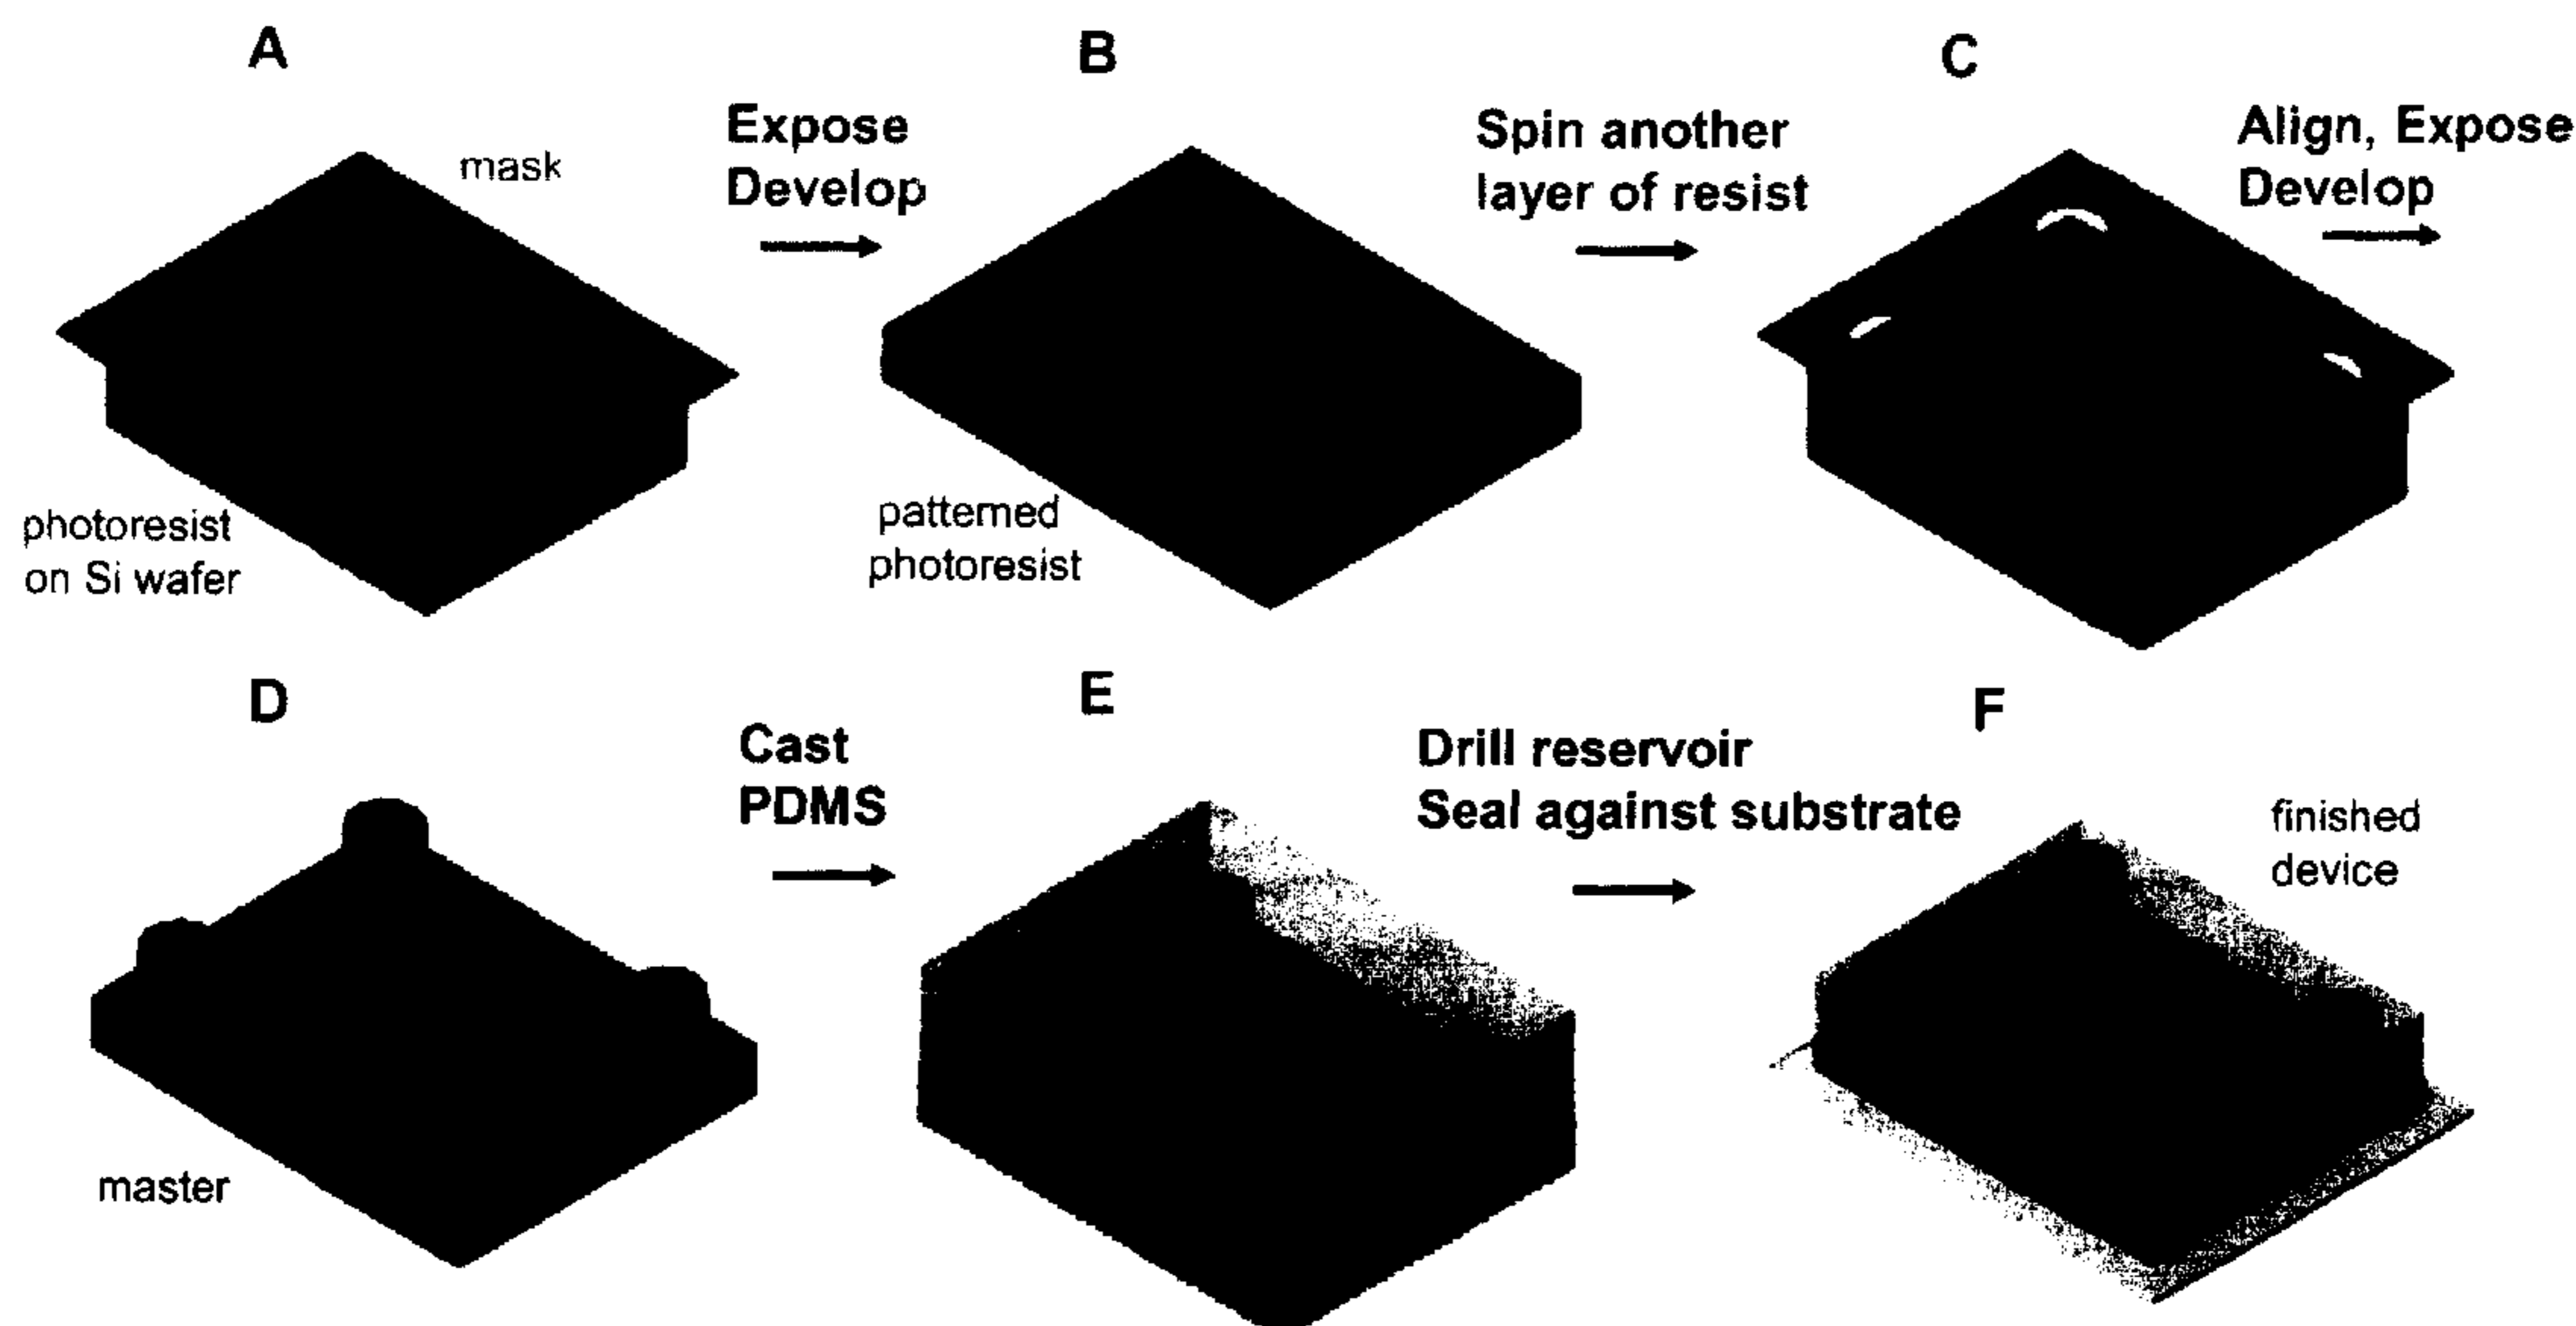 A
B
C
mask
Expose
Develop
Spin another
layer of resist
Align, Expose
Develop
photoresist
on Si wafer
patterned
photoresist
D
E
F
Cast
PDMS
Drill reservoir
Seal against substrate
finished
device
master